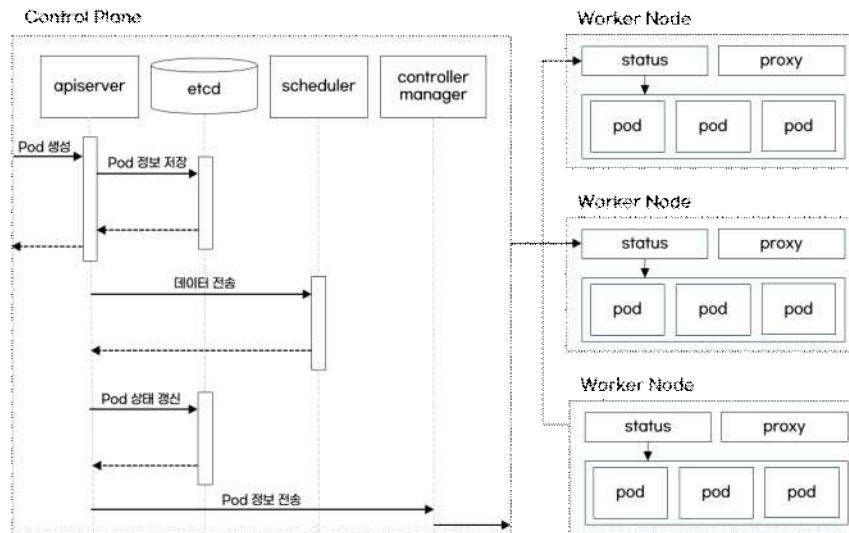 Control Plane
apiserver
etcd
scheduler
controller
manager
Pod 생성
Pod 정보 저장
데이터 전송
Pod 상태 갱신
Pod 정보 전송
Worker Node
status
proxy
pod
pod
pod
Worker Node
status
proxy
pod
pod
pod
Worker Node
status
proxy
pod
pod
pod